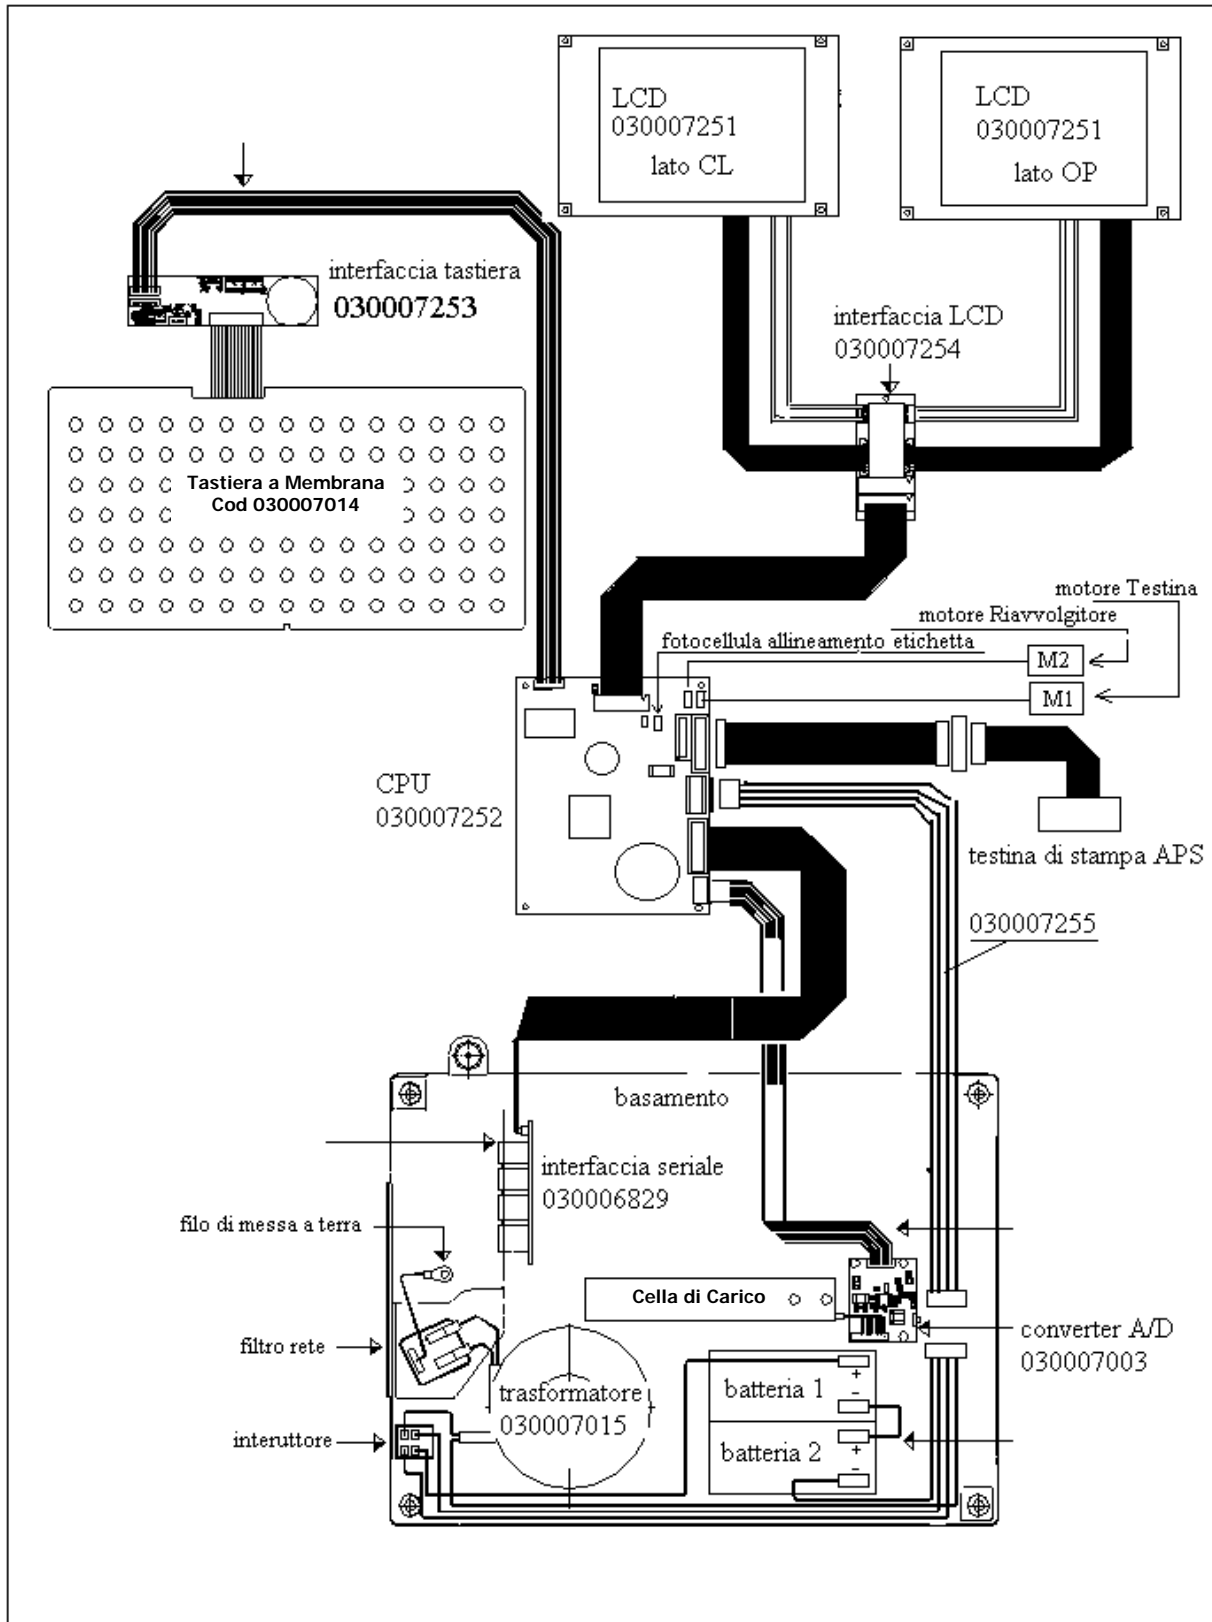 LCD
030007251
lato CL
LCD
030007251
lato OP
interfaccia tastiera
030007253
interfaccia LCD
030007254
Tastiera a Membrana
Cod 030007014
motore Testina
motore Riavvolgitore
fotocellula allineamento etichetta
M2
M1
CPU
030007252
testina di stampa APS
030007255
basamento
interfaccia seriale
030006829
filo di messa a terra
Cella di Carico
converter A/D
030007003
filtro rete
trasformatore
030007015
batteria 1
+
−
interuttore
batteria 2
+
−